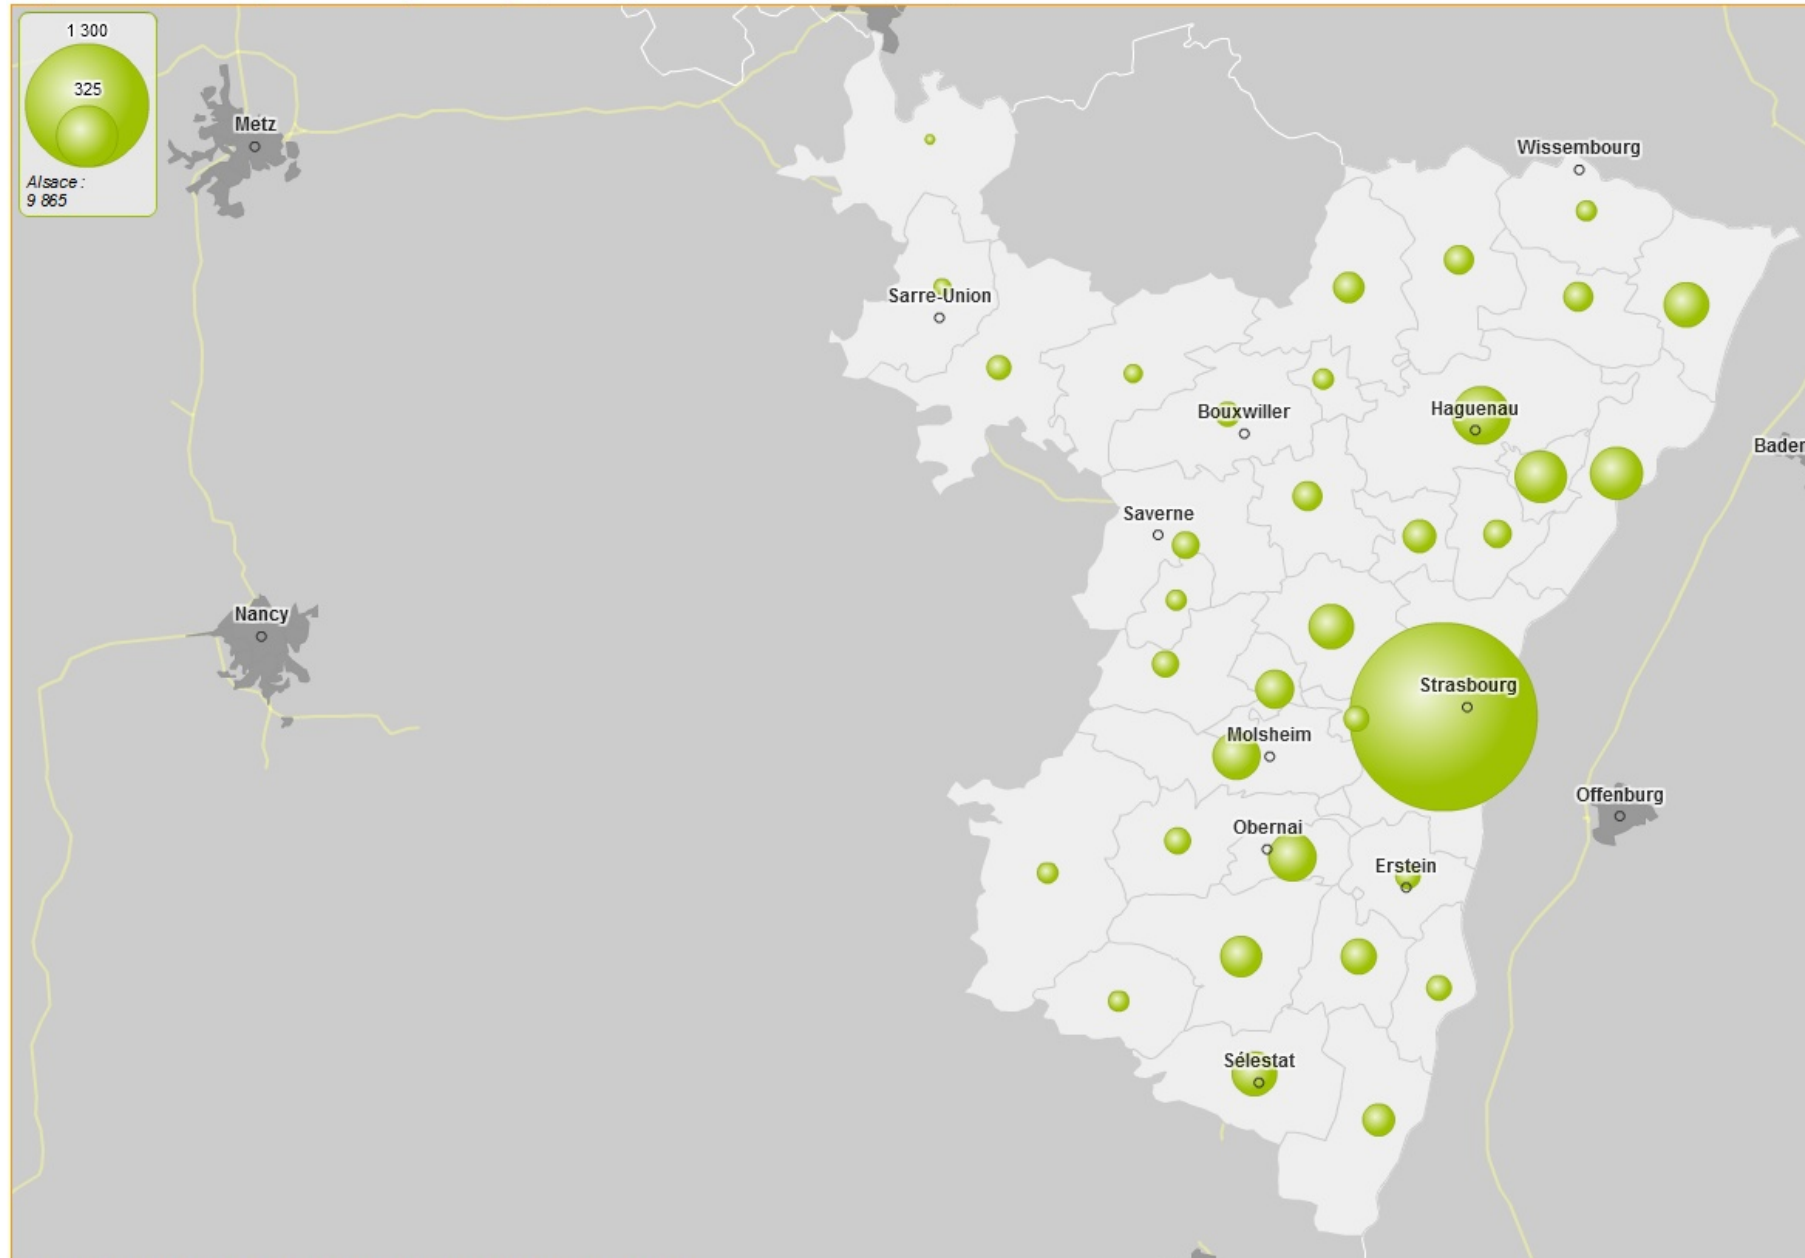 1 300
325
Alsace :
9 865
Metz
Wissembourg
Sarre-Union
Bouxwiller
Haguenau
Baden
Saverne
Nancy
Strasbourg
Molsheim
Offenburg
Obernai
Erstein
Sélestat